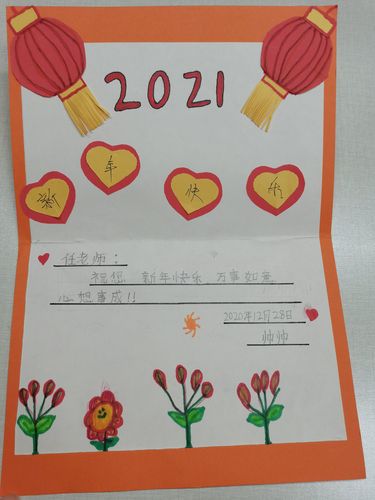 2021
新年快乐
任老师：
祝您 新年快乐 万事如意
心想事成!!
2020年12月28日
帅帅